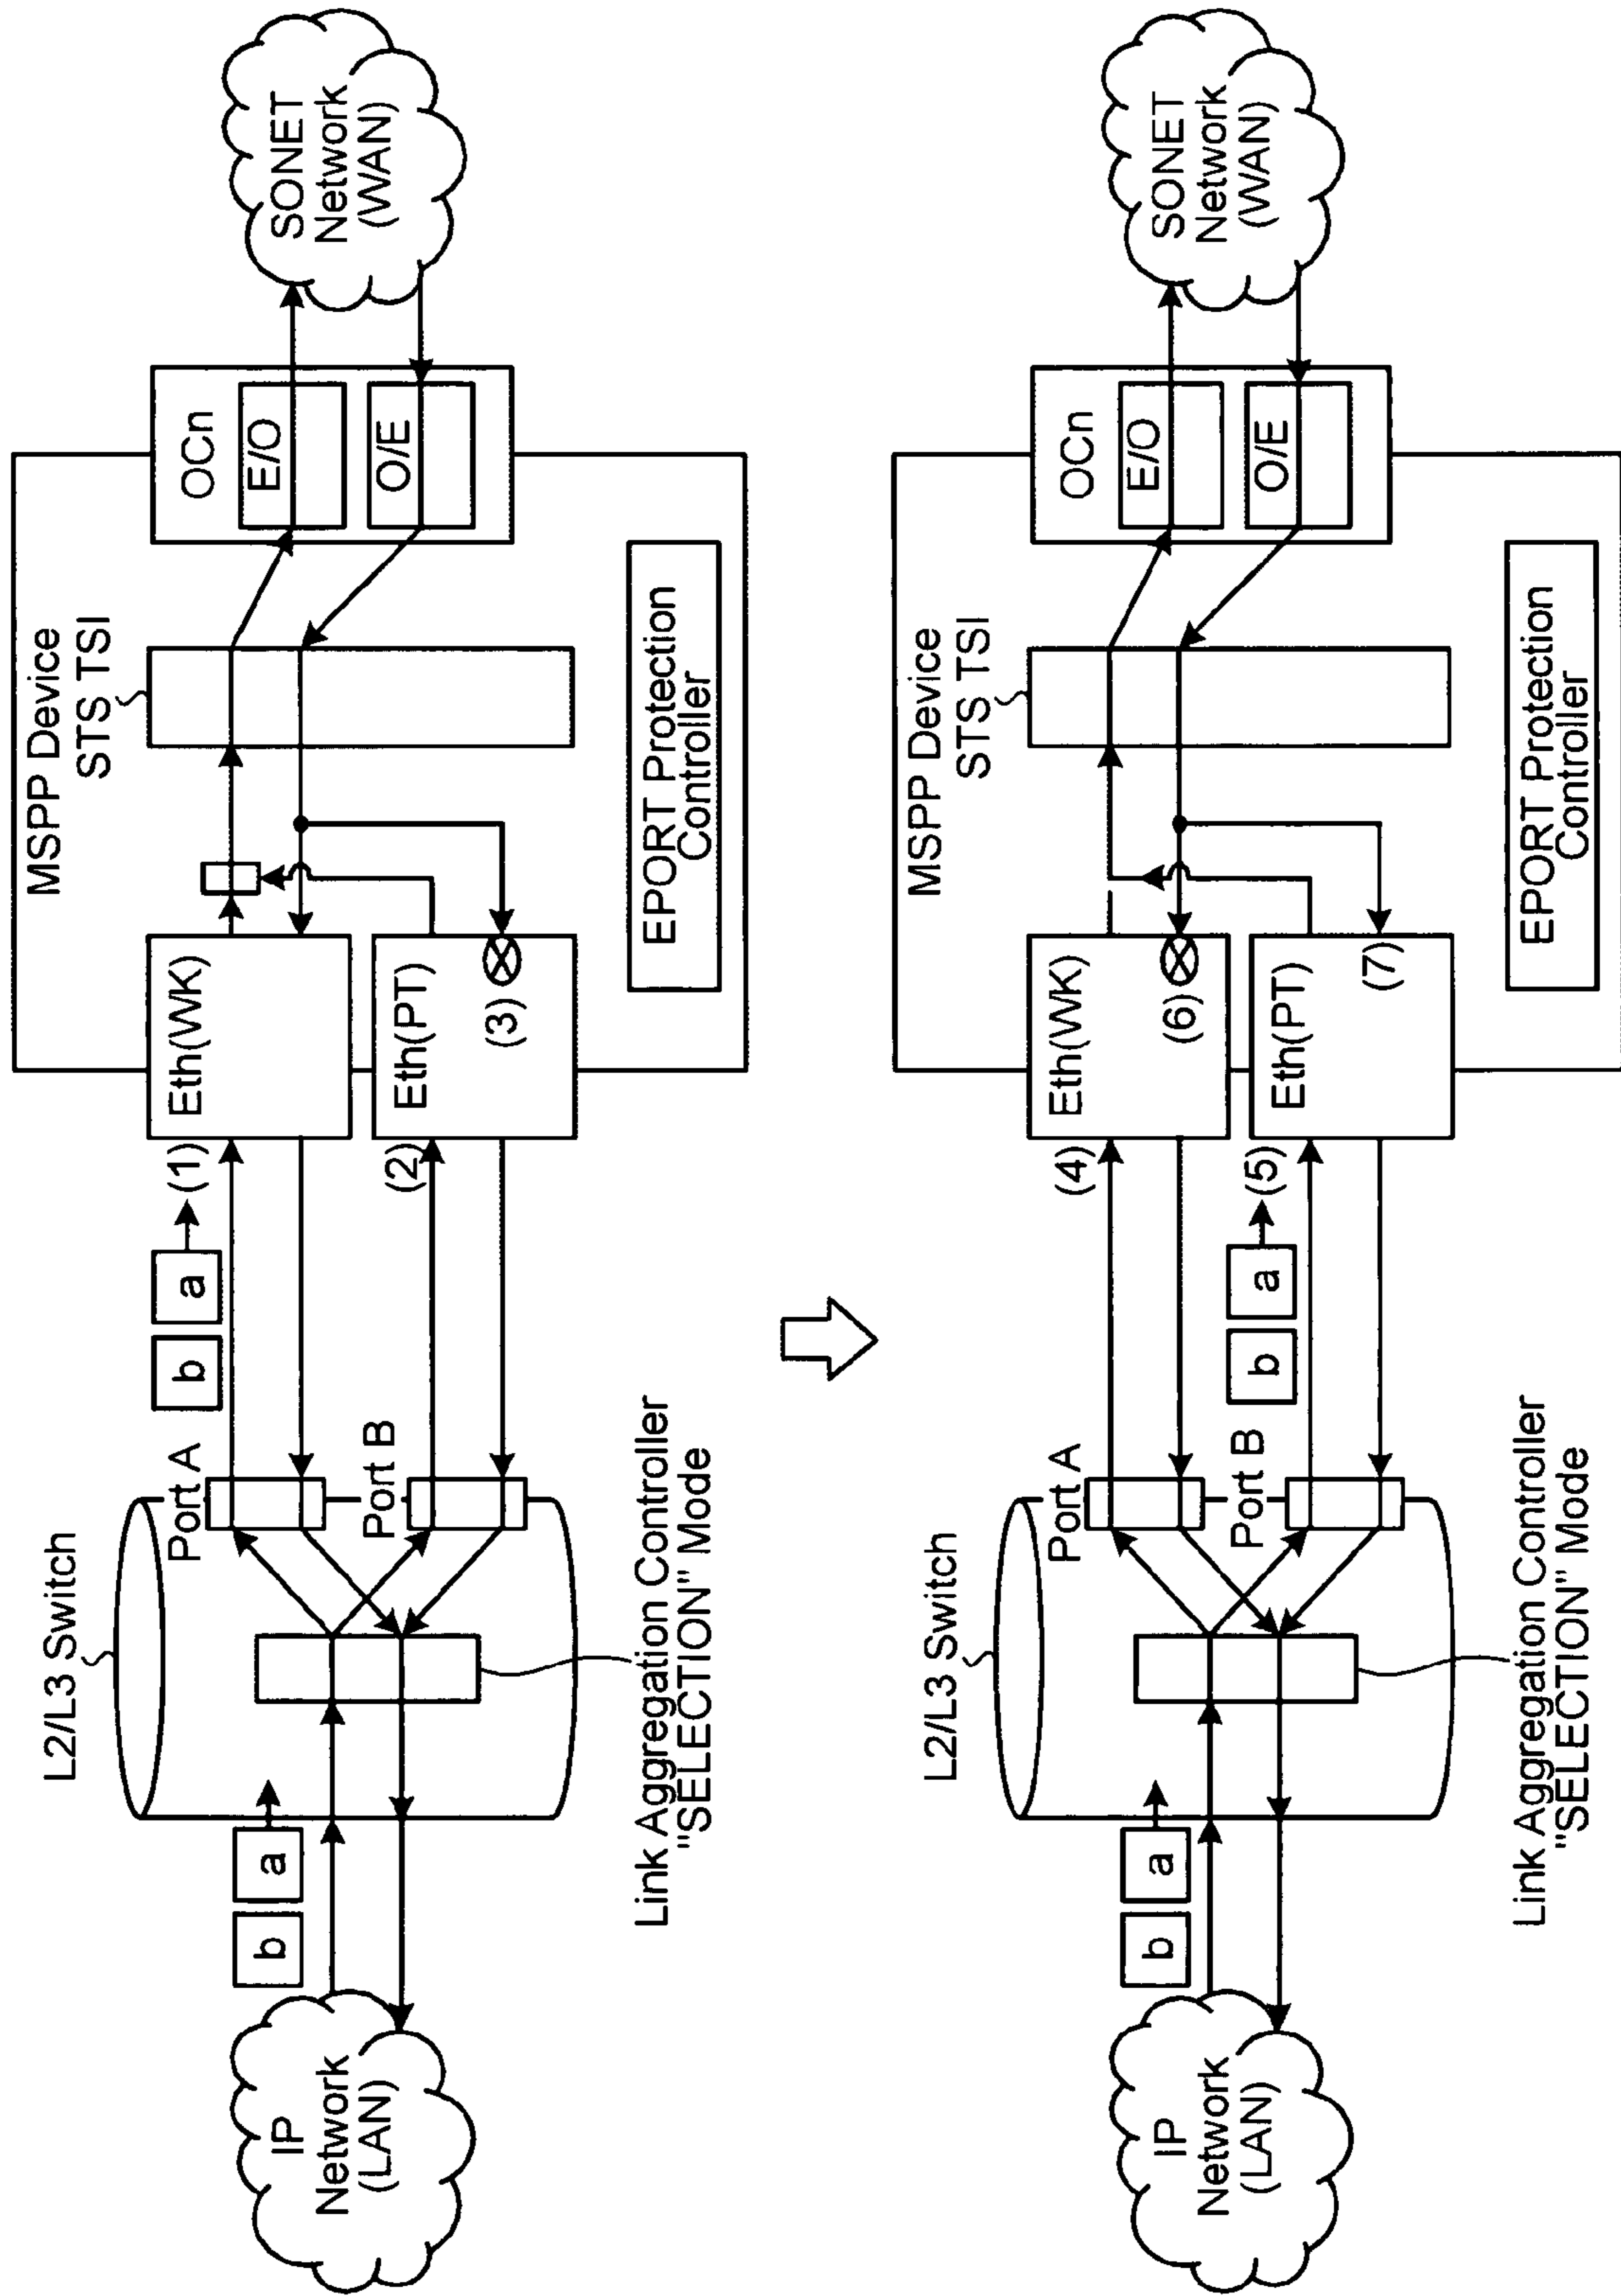 L2/L3 Switch
MSPP Device
STS TSI
IP
Network
(LAN)
b
a
Port A
Port B
b
a
(1)
(2)
Eth(WK)
Eth(PT)
(3)
OCn
E/O
O/E
SONET
Network
(WAN)
EPORT Protection
Controller
Link Aggregation Controller
"SELECTION" Mode
L2/L3 Switch
MSPP Device
STS TSI
IP
Network
(LAN)
b
a
Port A
Port B
(4)
b
a
(5)
Eth(WK)
(6)
Eth(PT)
(7)
OCn
E/O
O/E
SONET
Network
(WAN)
EPORT Protection
Controller
Link Aggregation Controller
"SELECTION" Mode